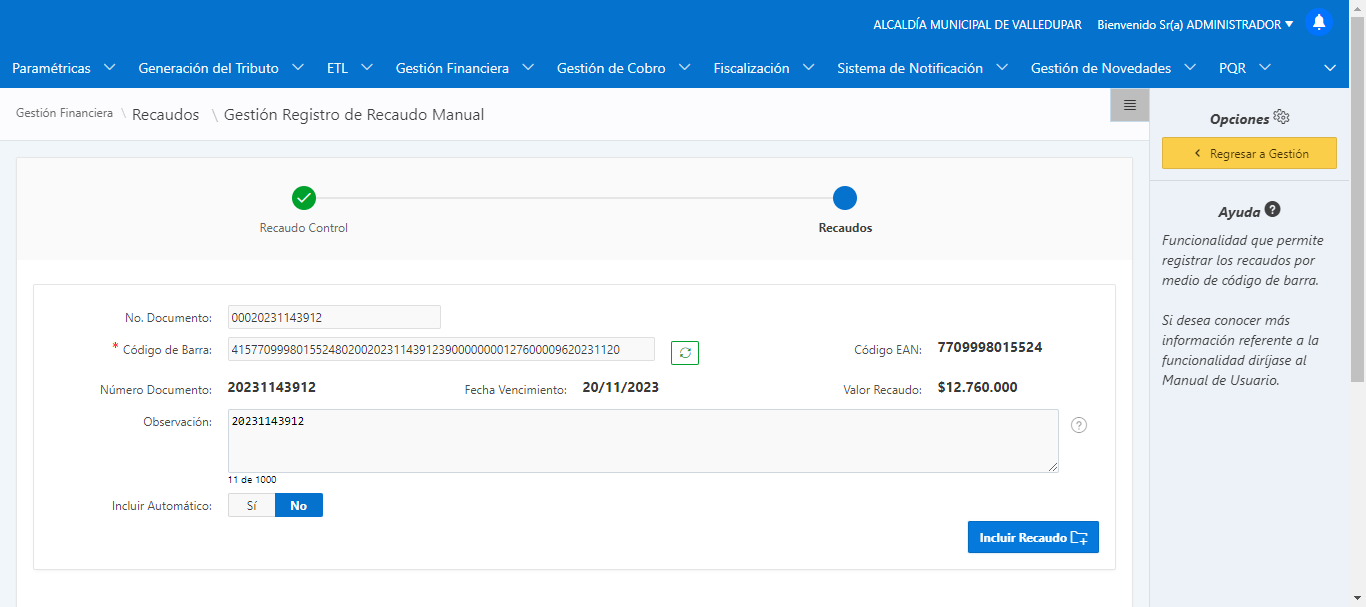 ALCALDÍA MUNICIPAL DE VALLEDUPAR Bienvenido Sr(a) ADMINISTRADOR
Paramétricas Generación del Tributo ETL Gestión Financiera Gestión de Cobro Fiscalización Sistema de Notificación Gestión de Novedades PQR
Gestión Financiera \ Recaudos \ Gestión Registro de Recaudo Manual
Opciones
Regresar a Gestión
Recaudo Control
Recaudos
Ayuda
Funcionalidad que permite
registrar los recaudos por
medio de código de barra.
Si desea conocer más
información referente a la
funcionalidad diríjase al
Manual de Usuario.
No. Documento: 00020231143912
* Código de Barra: 415770999801552480200202311439123900000000127600009620231120
Código EAN: 7709998015524
Número Documento: 20231143912
Fecha Vencimiento: 20/11/2023
Valor Recaudo: $12.760.000
Observación: 20231143912
?
11 de 1000
Incluir Automático: Sí No
Incluir Recaudo